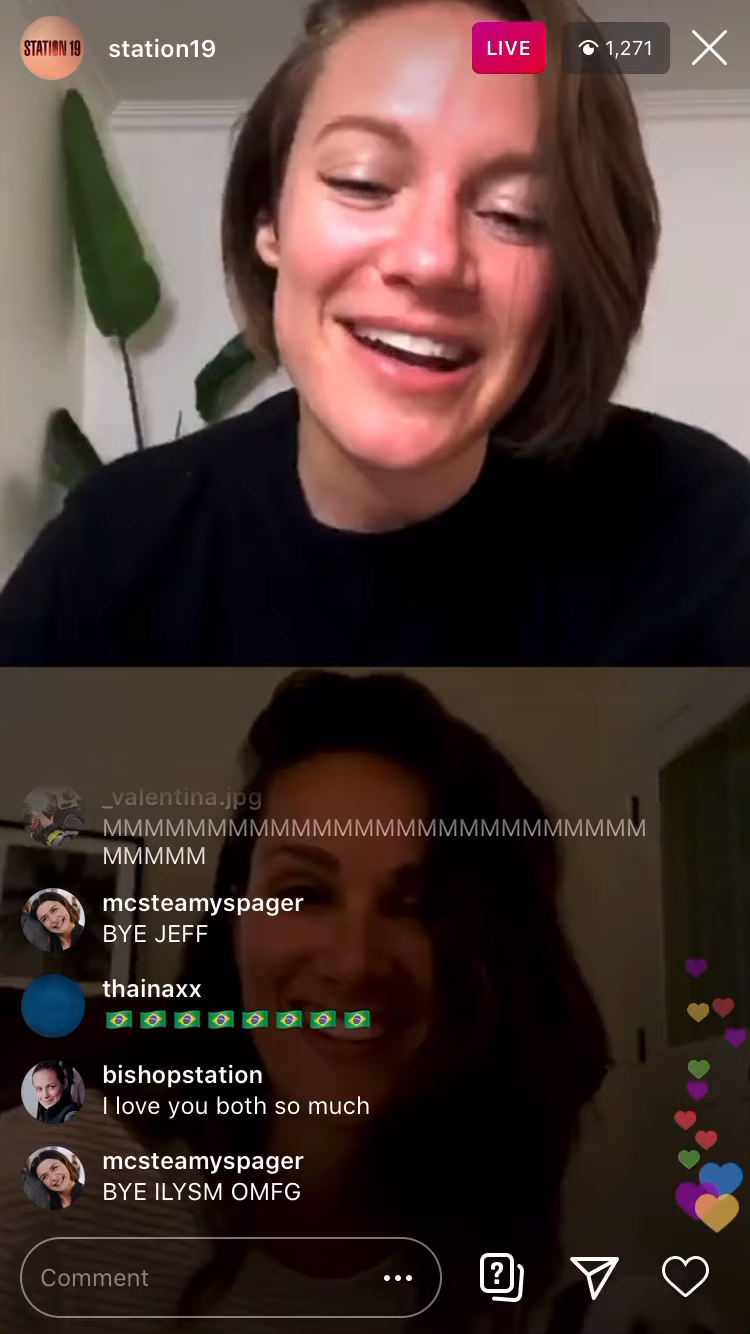 STATION 19
station19
LIVE
1,271
_valentina.jpg
MMMMMMMMMMMMMMMMMMMMMMMMMM
MMMMM
mcsteamyspager
BYE JEFF
thainaxx
🇧🇷 🇧🇷 🇧🇷 🇧🇷 🇧🇷 🇧🇷 🇧🇷 🇧🇷
bishopstation
I love you both so much
mcsteamyspager
BYE ILYSM OMFG
Comment